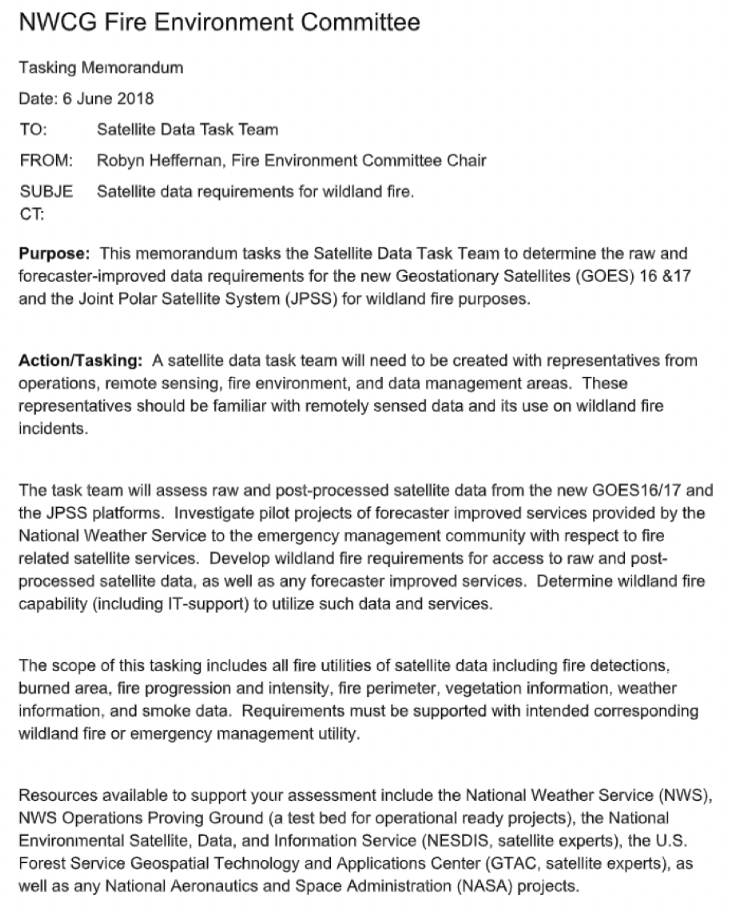 NWCG Fire Environment Committee
Tasking Memorandum
Date: 6 June 2018
TO: Satellite Data Task Team
FROM: Robyn Heffernan, Fire Environment Committee Chair
SUBJE Satellite data requirements for wildland fire.
CT:
Purpose: This memorandum tasks the Satellite Data Task Team to determine the raw and
forecaster-improved data requirements for the new Geostationary Satellites (GOES) 16 &17
and the Joint Polar Satellite System (JPSS) for wildland fire purposes.
Action/Tasking: A satellite data task team will need to be created with representatives from
operations, remote sensing, fire environment, and data management areas. These
representatives should be familiar with remotely sensed data and its use on wildland fire
incidents.
The task team will assess raw and post-processed satellite data from the new GOES16/17 and
the JPSS platforms. Investigate pilot projects of forecaster improved services provided by the
National Weather Service to the emergency management community with respect to fire
related satellite services. Develop wildland fire requirements for access to raw and post-
processed satellite data, as well as any forecaster improved services. Determine wildland fire
capability (including IT-support) to utilize such data and services.
The scope of this tasking includes all fire utilities of satellite data including fire detections,
burned area, fire progression and intensity, fire perimeter, vegetation information, weather
information, and smoke data. Requirements must be supported with intended corresponding
wildland fire or emergency management utility.
Resources available to support your assessment include the National Weather Service (NWS),
NWS Operations Proving Ground (a test bed for operational ready projects), the National
Environmental Satellite, Data, and Information Service (NESDIS, satellite experts), the U.S.
Forest Service Geospatial Technology and Applications Center (GTAC, satellite experts), as
well as any National Aeronautics and Space Administration (NASA) projects.